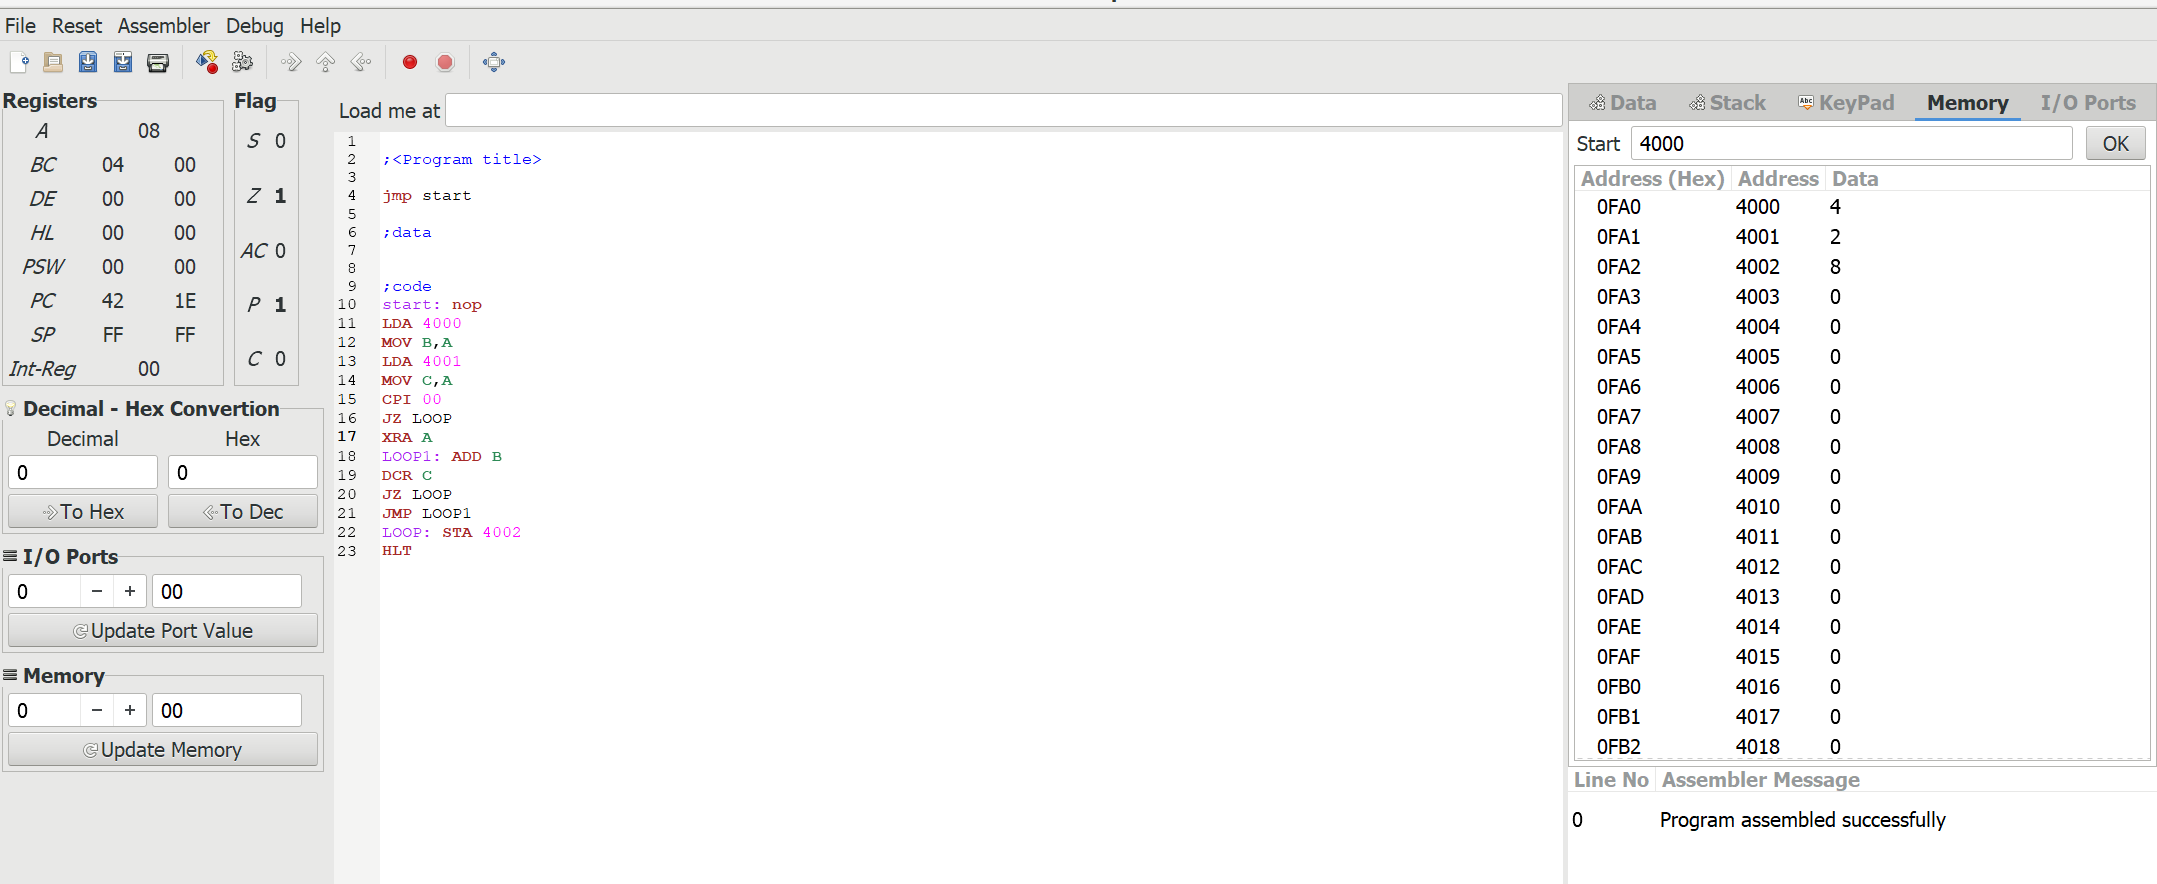 File Reset Assembler Debug Help
Registers
A 08
BC 04 00
DE 00 00
HL 00 00
PSW 00 00
PC 42 1E
SP FF FF
Int-Reg 00
Flag
S 0
Z 1
AC 0
P 1
C 0
Decimal - Hex Convertion
Decimal Hex
0 0
To Hex To Dec
I/O Ports
0 − + 00
Update Port Value
Memory
0 − + 00
Update Memory
Load me at
1
2 ;<Program title>
3
4 jmp start
5
6 ;data
7
8
9 ;code
10 start: nop
11 LDA 4000
12 MOV B,A
13 LDA 4001
14 MOV C,A
15 CPI 00
16 JZ LOOP
17 XRA A
18 LOOP1: ADD B
19 DCR C
20 JZ LOOP
21 JMP LOOP1
22 LOOP: STA 4002
23 HLT
Data Stack Abc KeyPad Memory I/O Ports
Start 4000 OK
Address (Hex) Address Data
0FA0 4000 4
0FA1 4001 2
0FA2 4002 8
0FA3 4003 0
0FA4 4004 0
0FA5 4005 0
0FA6 4006 0
0FA7 4007 0
0FA8 4008 0
0FA9 4009 0
0FAA 4010 0
0FAB 4011 0
0FAC 4012 0
0FAD 4013 0
0FAE 4014 0
0FAF 4015 0
0FB0 4016 0
0FB1 4017 0
0FB2 4018 0
Line No Assembler Message
0 Program assembled successfully